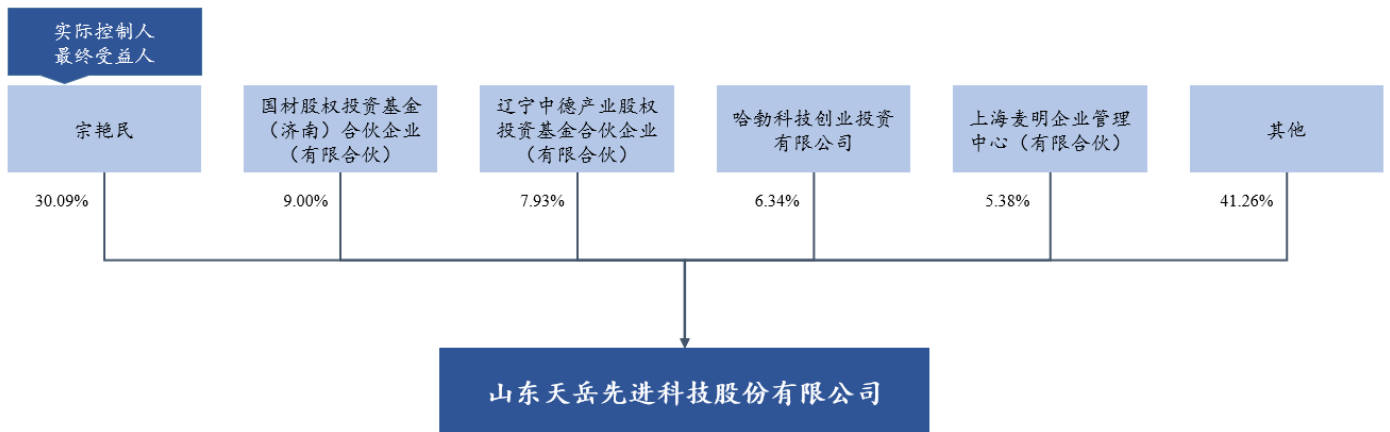 实际控制人
最终受益人
宗艳民
国材股权投资基金
（济南）合伙企业
（有限合伙）
辽宁中德产业股权
投资基金合伙企业
（有限合伙）
哈勃科技创业投资
有限公司
上海麦明企业管理
中心（有限合伙）
其他
30.09%
9.00%
7.93%
6.34%
5.38%
41.26%
山东天岳先进科技股份有限公司